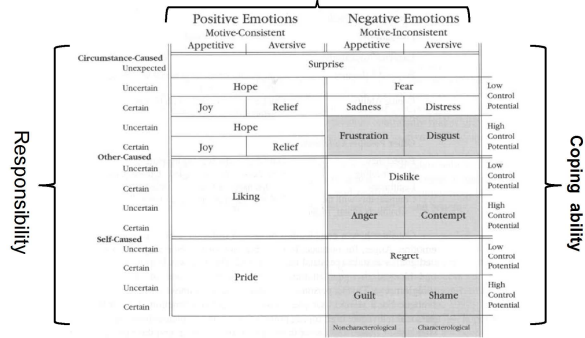 Positive Emotions Negative Emotions
Motive-Consistent Motive-Inconsistent
Appetitive Aversive Appetitive Aversive
Circumstance-Caused
Unexpected Surprise
Uncertain Hope Fear Low
Control
Certain Joy Relief Sadness Distress Potential
Uncertain Hope Frustration Disgust High
Control
Certain Joy Relief Potential
Other-Caused
Uncertain Dislike Low
Control
Certain Potential
Liking
Uncertain Anger Contempt High
Control
Certain Potential
Self-Caused
Uncertain Regret Low
Control
Certain Potential
Pride
Uncertain Guilt Shame High
Control
Certain Potential
Noncharacterological Characterological
Responsibility
Coping ability